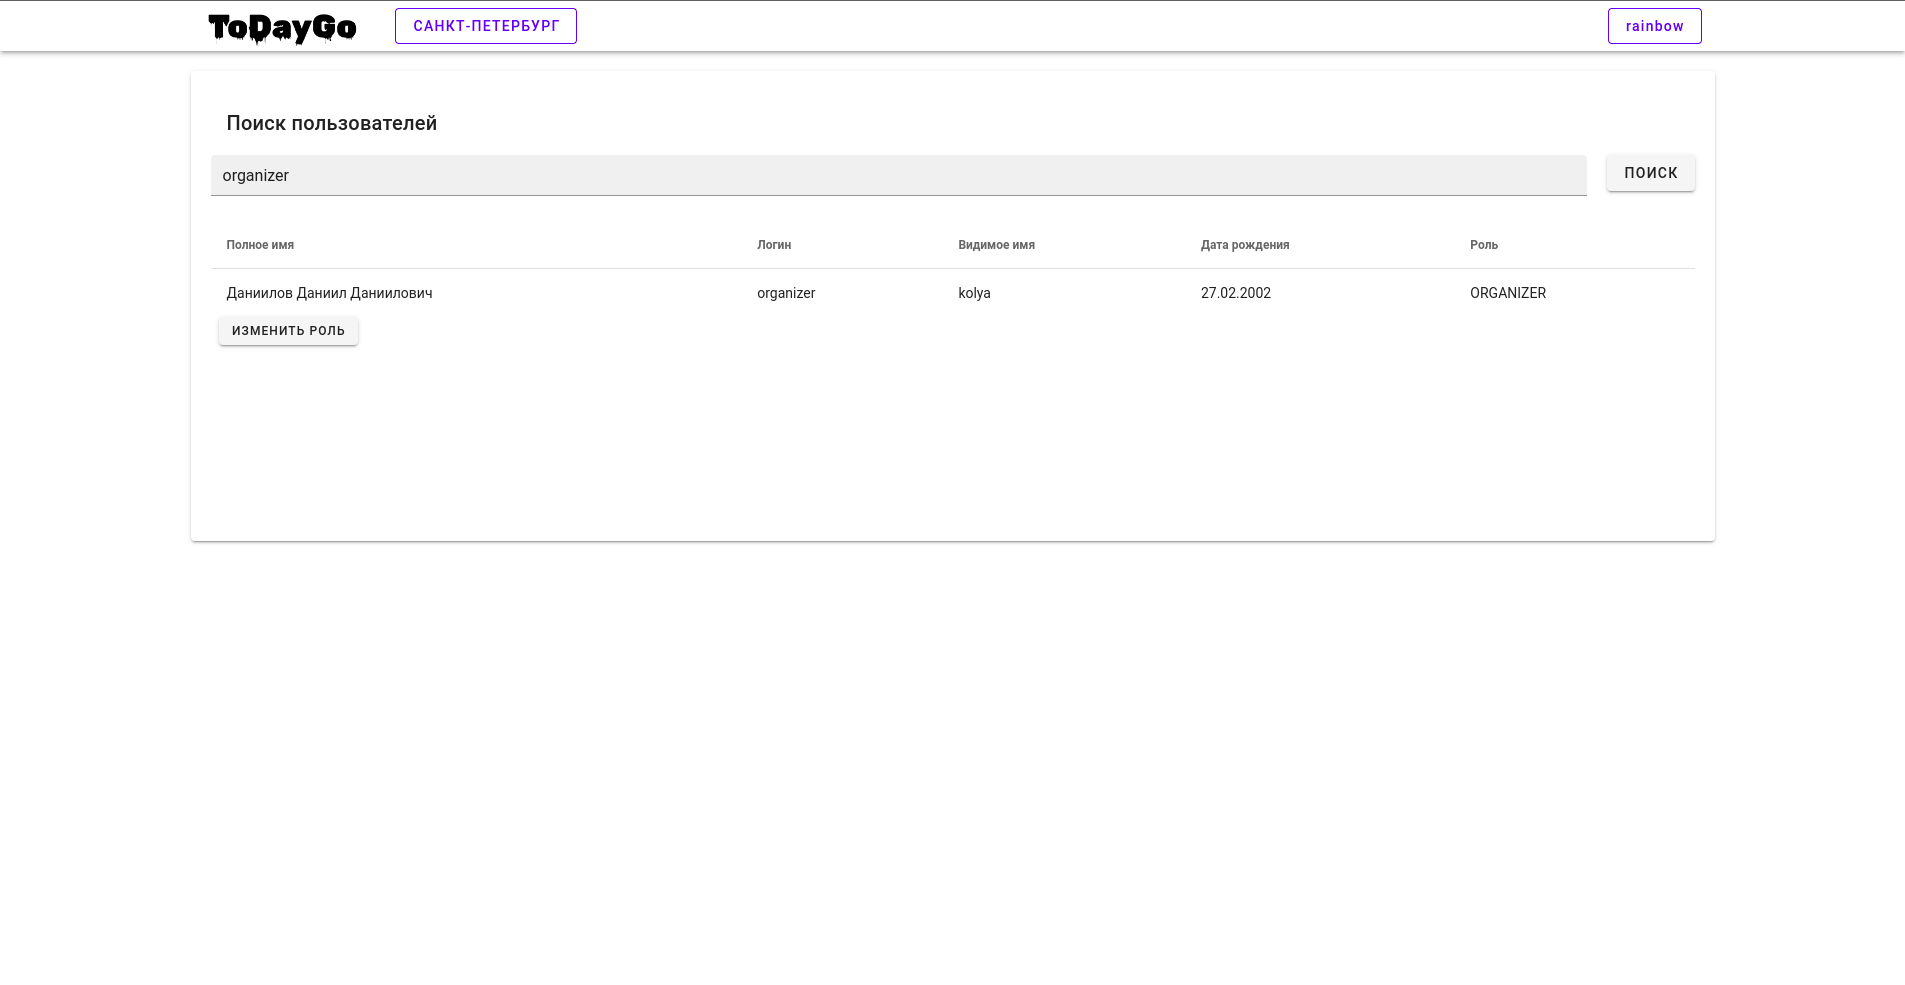 ToDayGo САНКТ-ПЕТЕРБУРГ rainbow
Поиск пользователей
organizer ПОИСК
Полное имя Логин Видимое имя Дата рождения Роль
Даниилов Даниил Даниилович organizer kolya 27.02.2002 ORGANIZER
ИЗМЕНИТЬ РОЛЬ